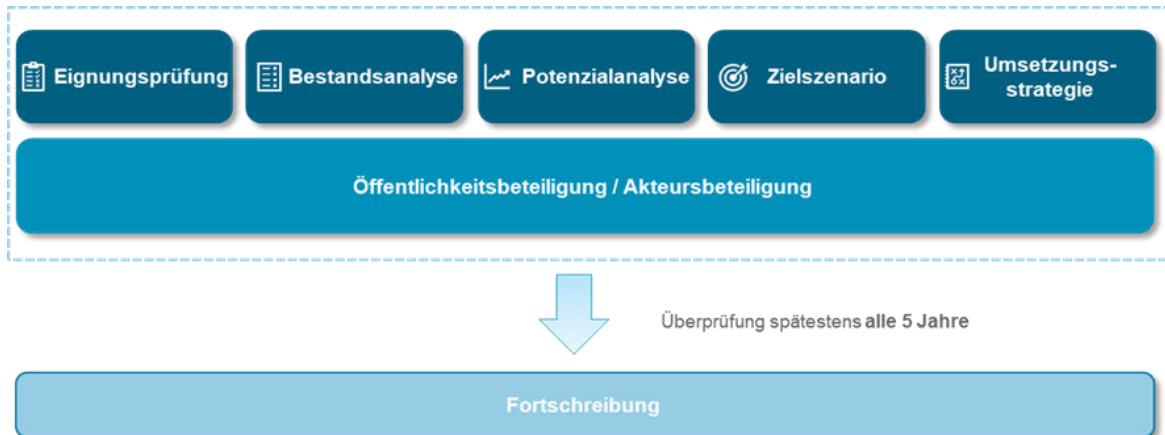 Eignungsprüfung
Bestandsanalyse
Potenzialanalyse
Zielszenario
Umsetzungs-
strategie
Öffentlichkeitsbeteiligung / Akteursbeteiligung
Überprüfung spätestens alle 5 Jahre
Fortschreibung